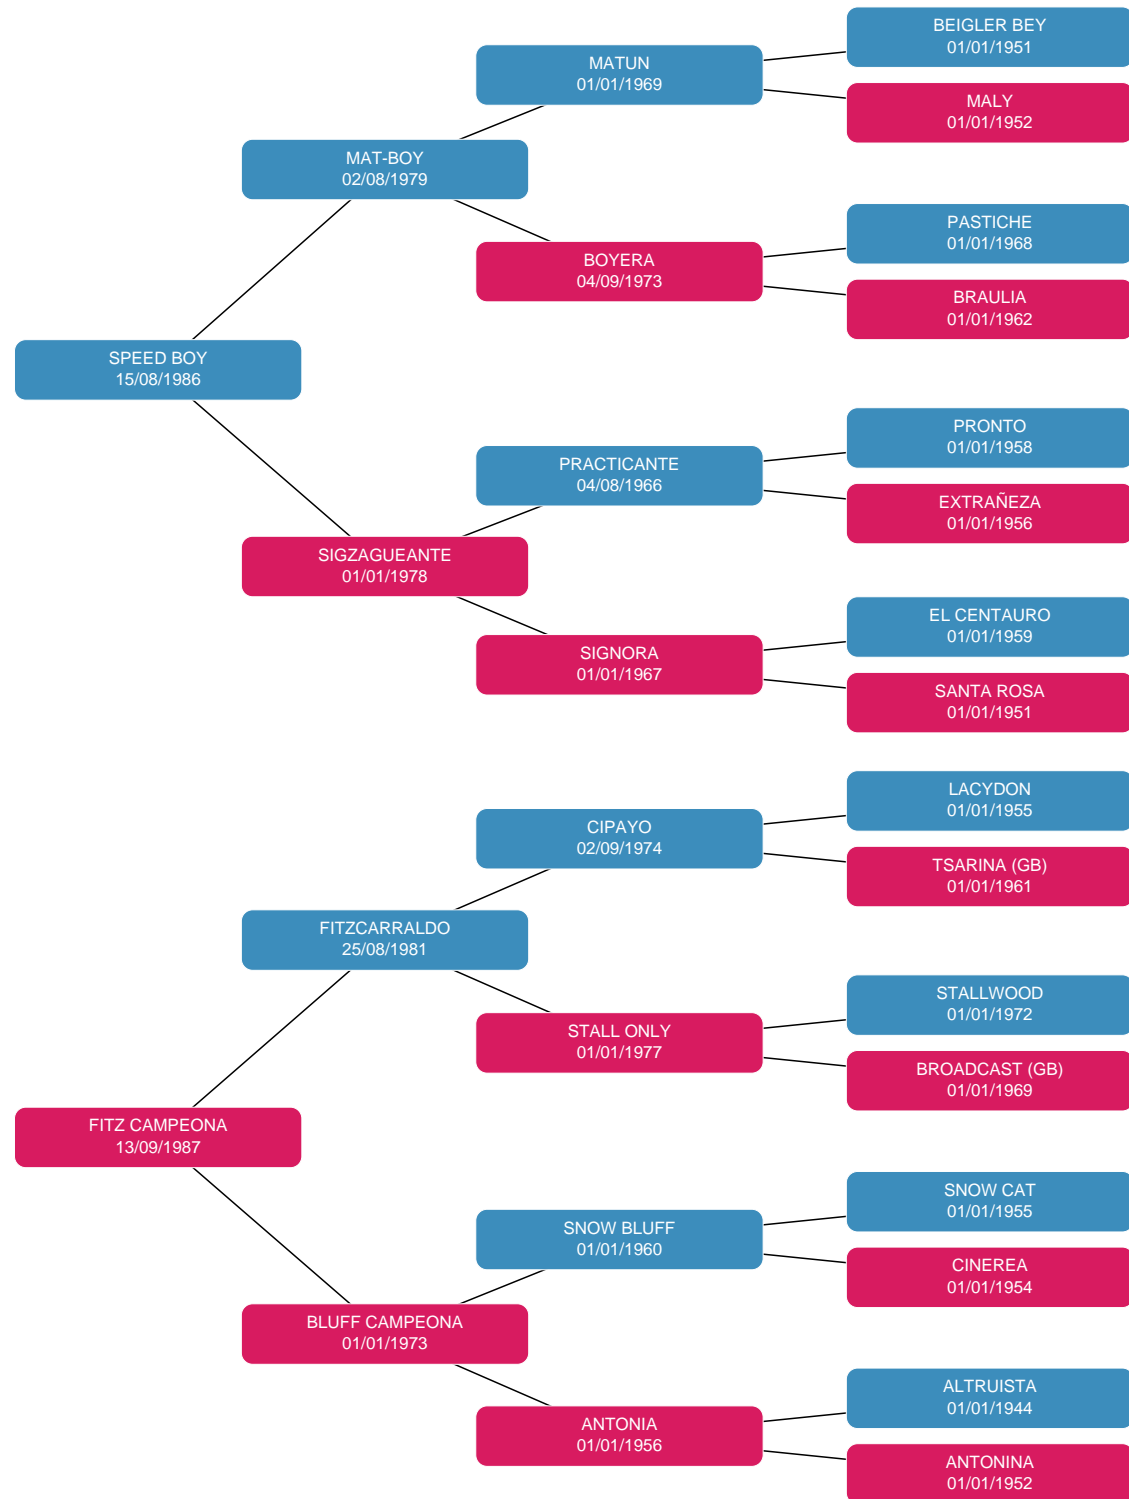 BEIGLER BEY
01/01/1951
MATUN
01/01/1969
MALY
01/01/1952
MAT-BOY
02/08/1979
PASTICHE
01/01/1968
BOYERA
04/09/1973
BRAULIA
01/01/1962
SPEED BOY
15/08/1986
PRONTO
01/01/1958
PRACTICANTE
04/08/1966
EXTRAÑEZA
01/01/1956
SIGZAGUEANTE
01/01/1978
EL CENTAURO
01/01/1959
SIGNORA
01/01/1967
SANTA ROSA
01/01/1951
LACYDON
01/01/1955
CIPAYO
02/09/1974
TSARINA (GB)
01/01/1961
FITZCARRALDO
25/08/1981
STALLWOOD
01/01/1972
STALL ONLY
01/01/1977
BROADCAST (GB)
01/01/1969
FITZ CAMPEONA
13/09/1987
SNOW CAT
01/01/1955
SNOW BLUFF
01/01/1960
CINEREA
01/01/1954
BLUFF CAMPEONA
01/01/1973
ALTRUISTA
01/01/1944
ANTONIA
01/01/1956
ANTONINA
01/01/1952